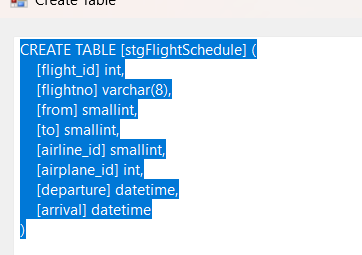 Create Table
CREATE TABLE [stgFlightSchedule] (
[flight_id] int,
[flightno] varchar(8),
[from] smallint,
[to] smallint,
[airline_id] smallint,
[airplane_id] int,
[departure] datetime,
[arrival] datetime
)